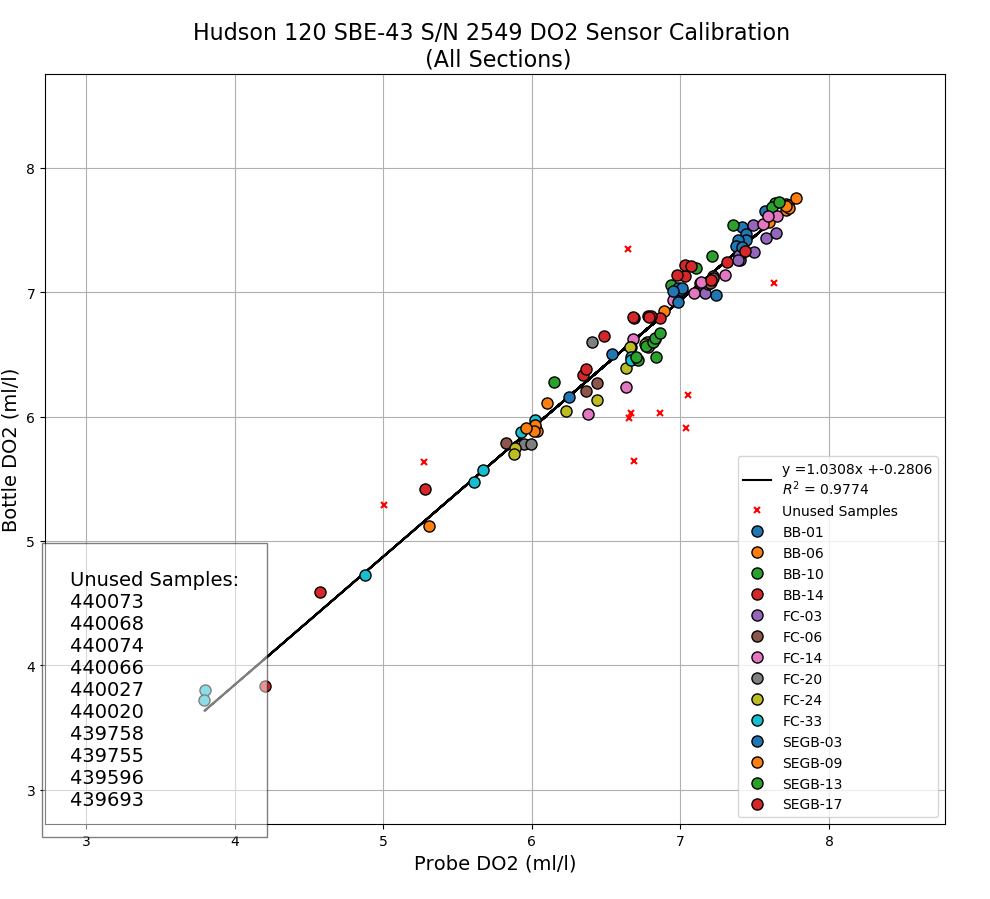 Hudson 120 SBE-43 S/N 2549 DO2 Sensor Calibration
(All Sections)
Bottle DO2 (ml/l)
8
7
6
5
4
3
y =1.0308x +-0.2806
R² = 0.9774
Unused Samples
BB-01
BB-06
BB-10
BB-14
FC-03
FC-06
FC-14
FC-20
FC-24
FC-33
SEGB-03
SEGB-09
SEGB-13
SEGB-17
Unused Samples:
440073
440068
440074
440066
440027
440020
439758
439755
439596
439693
3 4 5 6 7 8
Probe DO2 (ml/l)